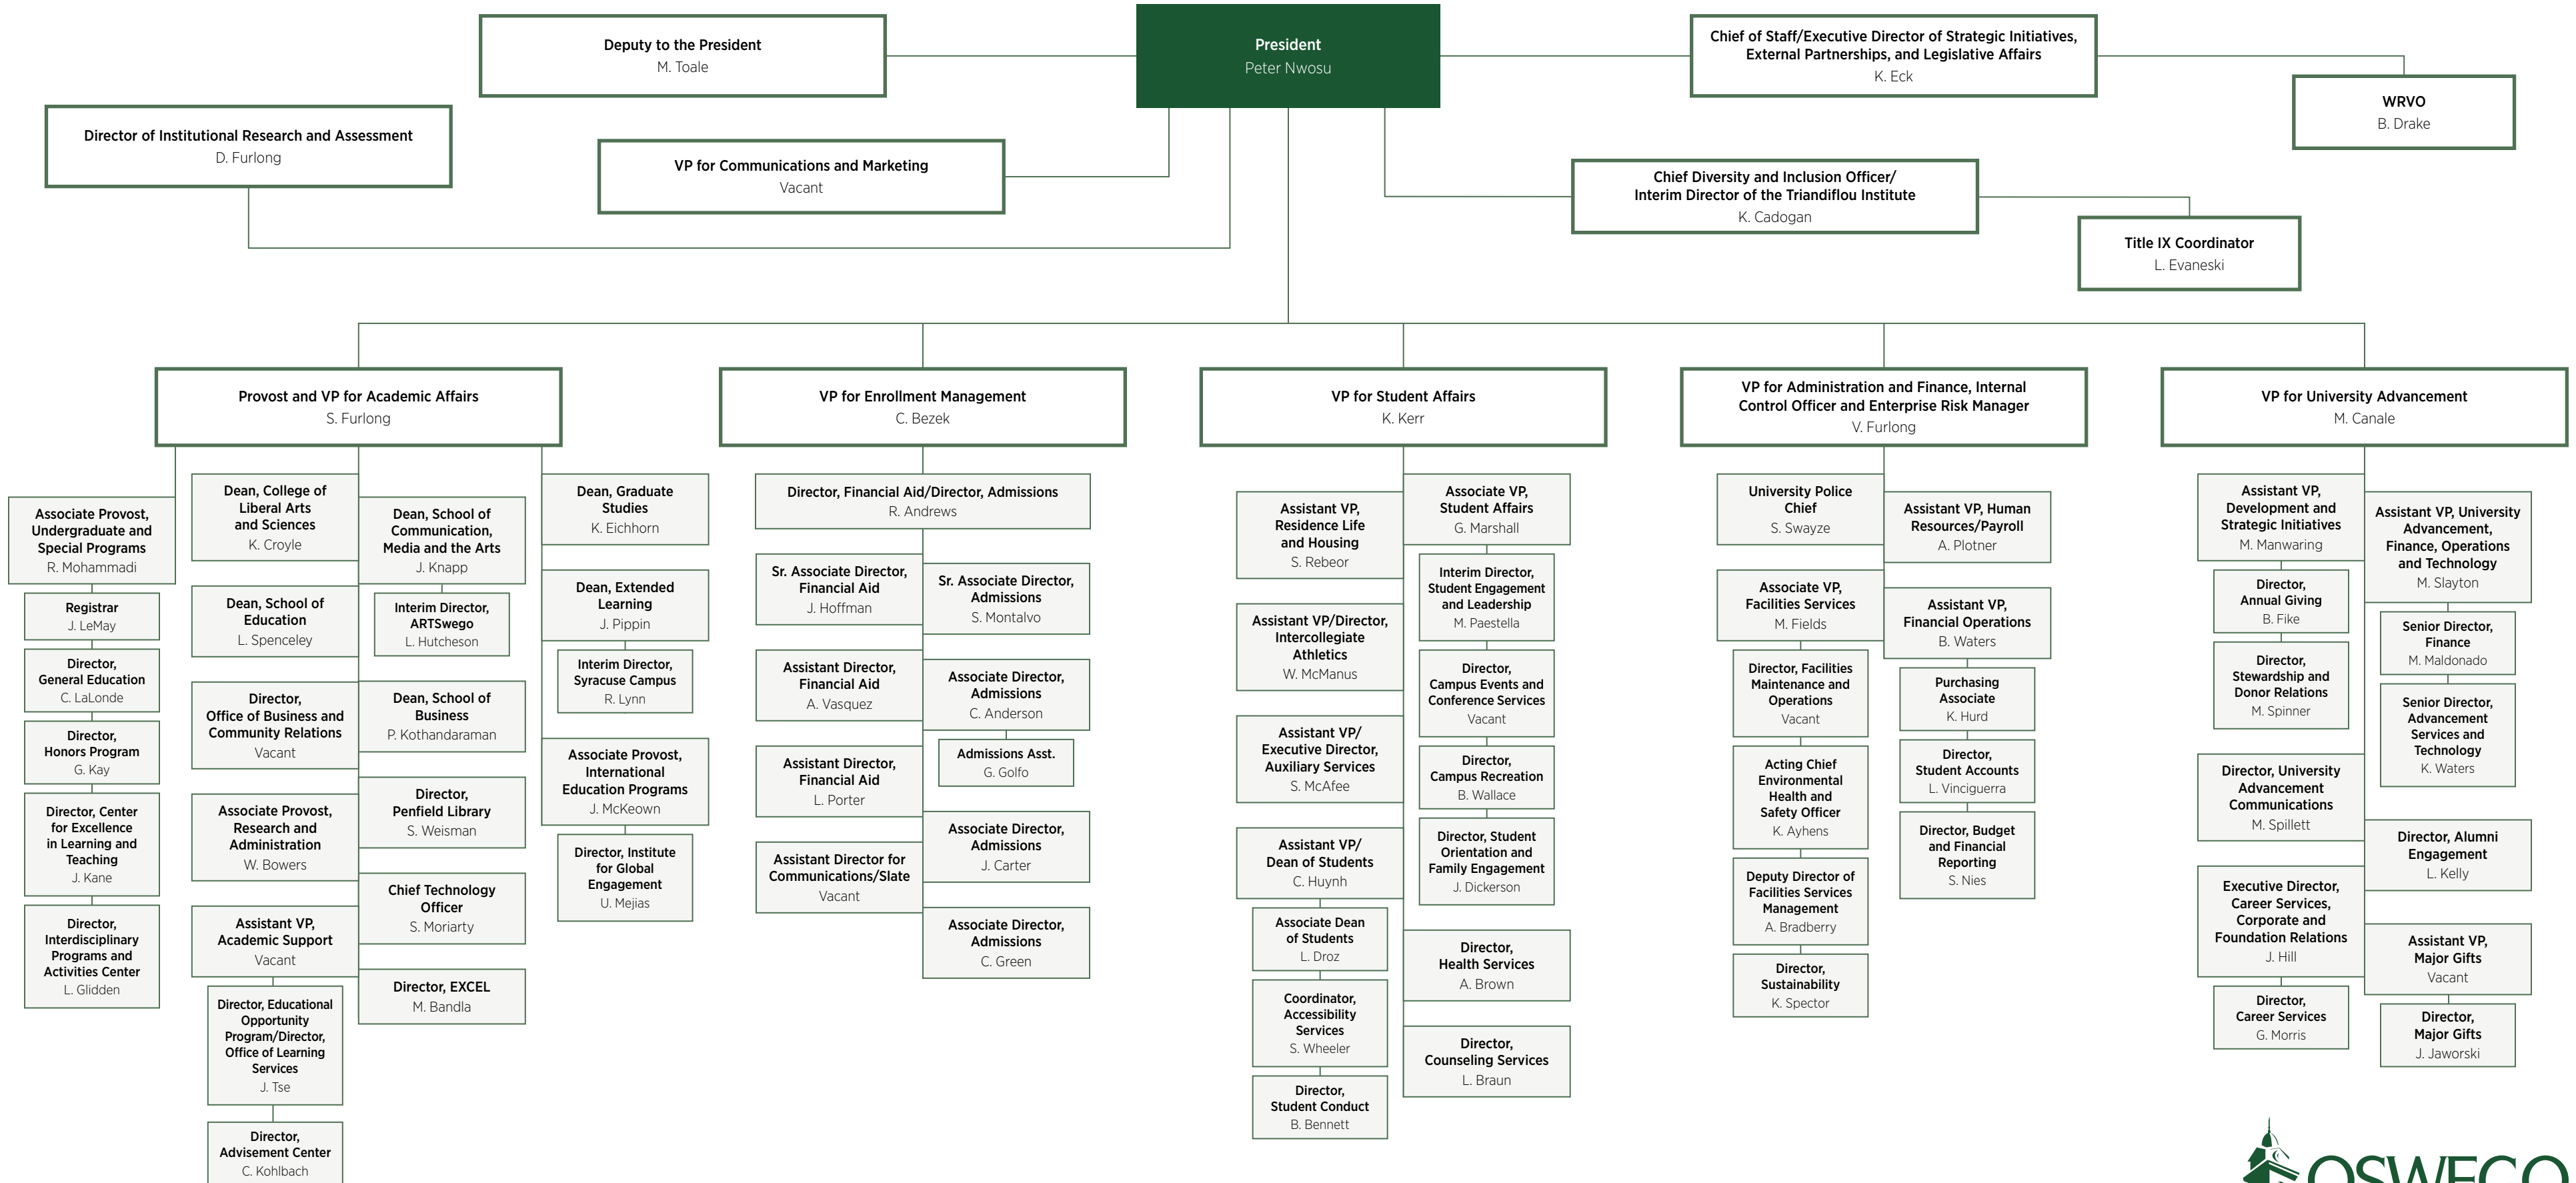 President
Peter Nwosu
Deputy to the President
M. Toale
Chief of Staff/Executive Director of Strategic Initiatives,
External Partnerships, and Legislative Affairs
K. Eck
WRVO
B. Drake
Director of Institutional Research and Assessment
D. Furlong
VP for Communications and Marketing
Vacant
Chief Diversity and Inclusion Officer/
Interim Director of the Triandiflou Institute
K. Cadogan
Title IX Coordinator
L. Evaneski
Provost and VP for Academic Affairs
S. Furlong
Associate Provost,
Undergraduate and
Special Programs
R. Mohammadi
Registrar
J. LeMay
Director,
General Education
C. LaLonde
Director,
Honors Program
G. Kay
Director, Center
for Excellence
in Learning and
Teaching
J. Kane
Director,
Interdisciplinary
Programs and
Activities Center
L. Glidden
Dean, College of
Liberal Arts
and Sciences
K. Croyle
Dean, School of
Education
L. Spenceley
Director,
Office of Business and
Community Relations
Vacant
Associate Provost,
Research and
Administration
W. Bowers
Assistant VP,
Academic Support
Vacant
Director, Educational
Opportunity
Program/Director,
Office of Learning
Services
J. Tse
Director,
Advisement Center
C. Kohlbach
Dean, School of
Communication,
Media and the Arts
J. Knapp
Interim Director,
ARTSwego
L. Hutcheson
Dean, School of
Business
P. Kothandaraman
Director,
Penfield Library
S. Weisman
Chief Technology
Officer
S. Moriarty
Director, EXCEL
M. Bandla
Dean, Graduate
Studies
K. Eichhorn
Dean, Extended
Learning
J. Pippin
Interim Director,
Syracuse Campus
R. Lynn
Associate Provost,
International
Education Programs
J. McKeown
Director, Institute
for Global
Engagement
U. Mejias
VP for Enrollment Management
C. Bezek
Director, Financial Aid/Director, Admissions
R. Andrews
Sr. Associate Director,
Financial Aid
J. Hoffman
Assistant Director,
Financial Aid
A. Vasquez
Assistant Director,
Financial Aid
L. Porter
Assistant Director for
Communications/Slate
Vacant
Sr. Associate Director,
Admissions
S. Montalvo
Associate Director,
Admissions
C. Anderson
Admissions Asst.
G. Golfo
Associate Director,
Admissions
J. Carter
Associate Director,
Admissions
C. Green
VP for Student Affairs
K. Kerr
Assistant VP,
Residence Life
and Housing
S. Rebeor
Assistant VP/Director,
Intercollegiate
Athletics
W. McManus
Assistant VP/
Executive Director,
Auxiliary Services
S. McAfee
Assistant VP/
Dean of Students
C. Huynh
Associate Dean
of Students
L. Droz
Coordinator,
Accessibility
Services
S. Wheeler
Director,
Student Conduct
B. Bennett
Associate VP,
Student Affairs
G. Marshall
Interim Director,
Student Engagement
and Leadership
M. Paestella
Director,
Campus Events and
Conference Services
Vacant
Director,
Campus Recreation
B. Wallace
Director, Student
Orientation and
Family Engagement
J. Dickerson
Director,
Health Services
A. Brown
Director,
Counseling Services
L. Braun
VP for Administration and Finance, Internal
Control Officer and Enterprise Risk Manager
V. Furlong
University Police
Chief
S. Swayze
Associate VP,
Facilities Services
M. Fields
Director, Facilities
Maintenance and
Operations
Vacant
Acting Chief
Environmental
Health and
Safety Officer
K. Ayhens
Deputy Director of
Facilities Services
Management
A. Bradberry
Director,
Sustainability
K. Spector
Assistant VP, Human
Resources/Payroll
A. Plotner
Assistant VP,
Financial Operations
B. Waters
Purchasing
Associate
K. Hurd
Director,
Student Accounts
L. Vinciguerra
Director, Budget
and Financial
Reporting
S. Nies
VP for University Advancement
M. Canale
Assistant VP,
Development and
Strategic Initiatives
M. Manwaring
Director,
Annual Giving
B. Fike
Director,
Stewardship and
Donor Relations
M. Spinner
Director, University
Advancement
Communications
M. Spillett
Executive Director,
Career Services,
Corporate and
Foundation Relations
J. Hill
Director,
Career Services
G. Morris
Assistant VP, University
Advancement,
Finance, Operations
and Technology
M. Slayton
Senior Director,
Finance
M. Maldonado
Senior Director,
Advancement
Services and
Technology
K. Waters
Director, Alumni
Engagement
L. Kelly
Assistant VP,
Major Gifts
Vacant
Director,
Major Gifts
J. Jaworski
OSWEGO